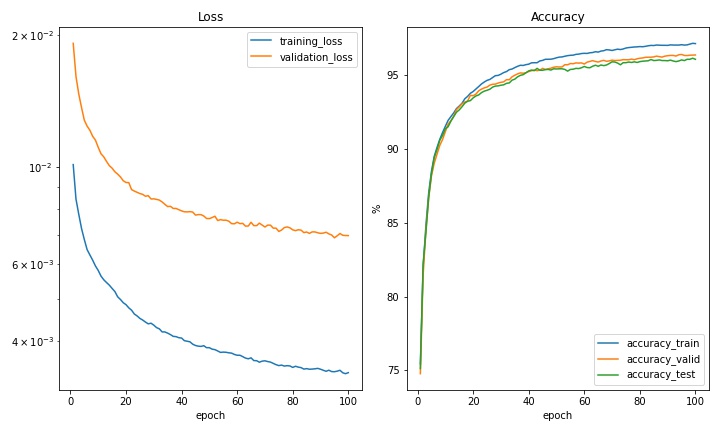 Loss
2 × 10⁻²
10⁻²
6 × 10⁻³
4 × 10⁻³
training_loss
validation_loss
0 20 40 60 80 100
epoch
Accuracy
%
95
90
85
80
75
accuracy_train
accuracy_valid
accuracy_test
0 20 40 60 80 100
epoch